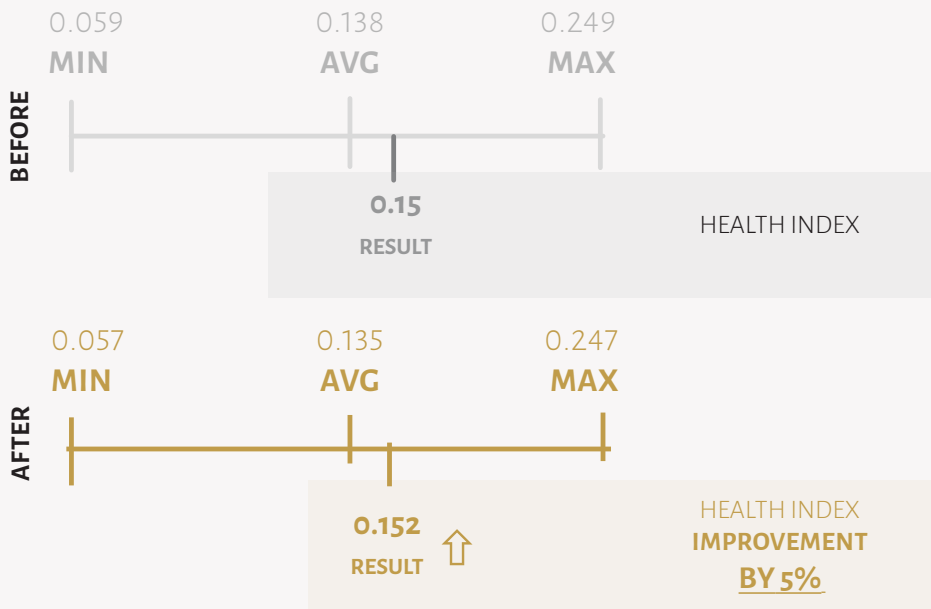 0.059 0.138 0.249
MIN AVG MAX
BEFORE
0.15
RESULT
HEALTH INDEX
0.057 0.135 0.247
MIN AVG MAX
AFTER
0.152
RESULT
HEALTH INDEX
IMPROVEMENT
BY 5%